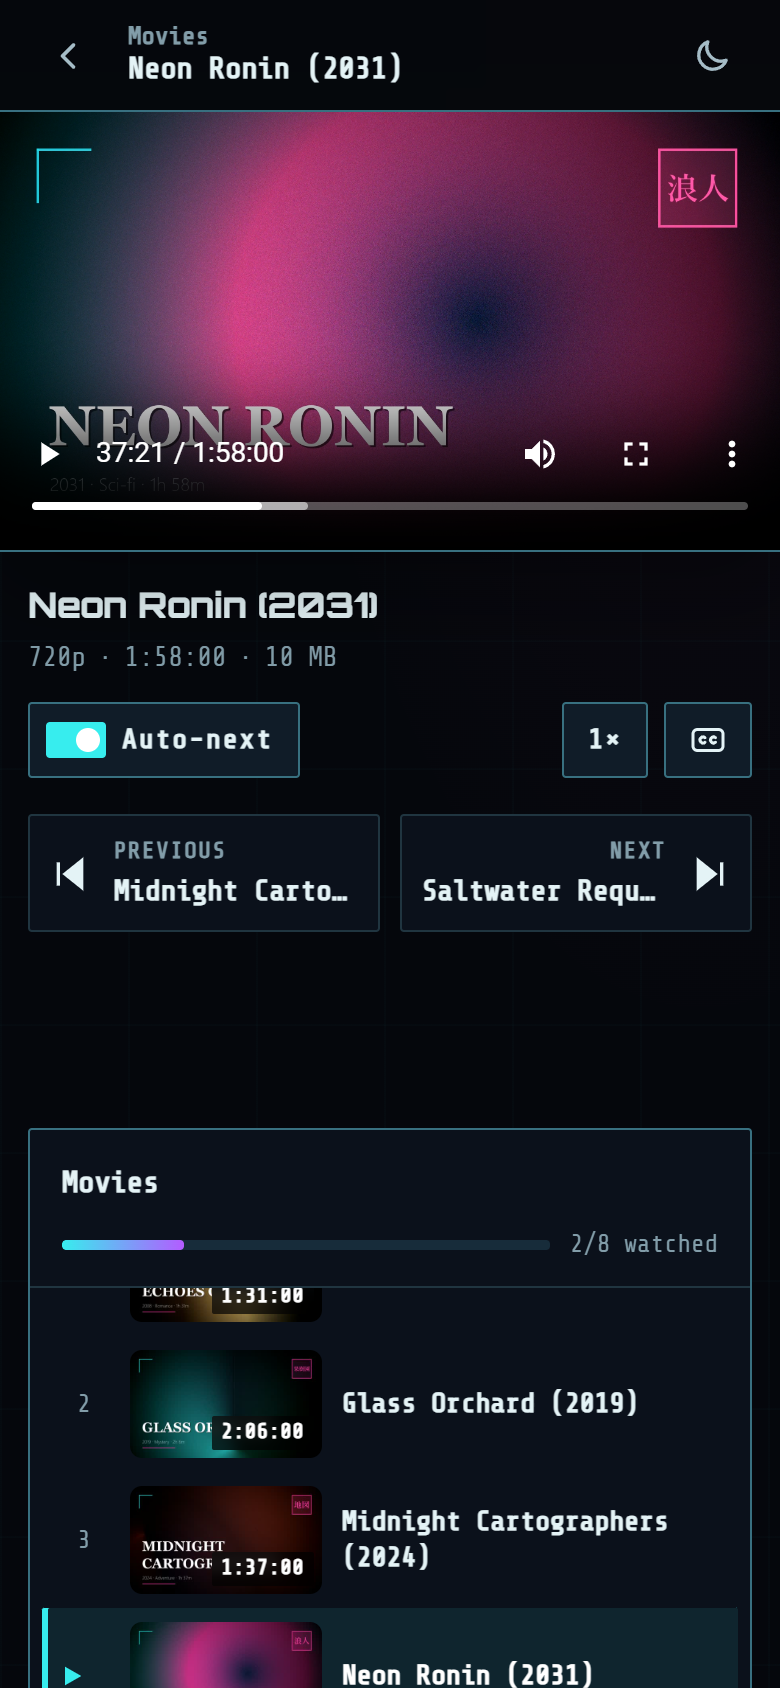 Movies
Neon Ronin (2031)
浪人
NEON RONIN
37:21 / 1:58:00
2031 · Sci-fi · 1h 58m
Neon Ronin (2031)
720p · 1:58:00 · 10 MB
Auto-next
1×
CC
PREVIOUS
Midnight Carto…
NEXT
Saltwater Requ…
Movies
2/8 watched
ECHOES
1:31:00
2
GLASS OR
2:06:00
Glass Orchard (2019)
3
MIDNIGHT
CARTOGR
1:37:00
Midnight Cartographers
(2024)
浪人
Neon Ronin (2031)